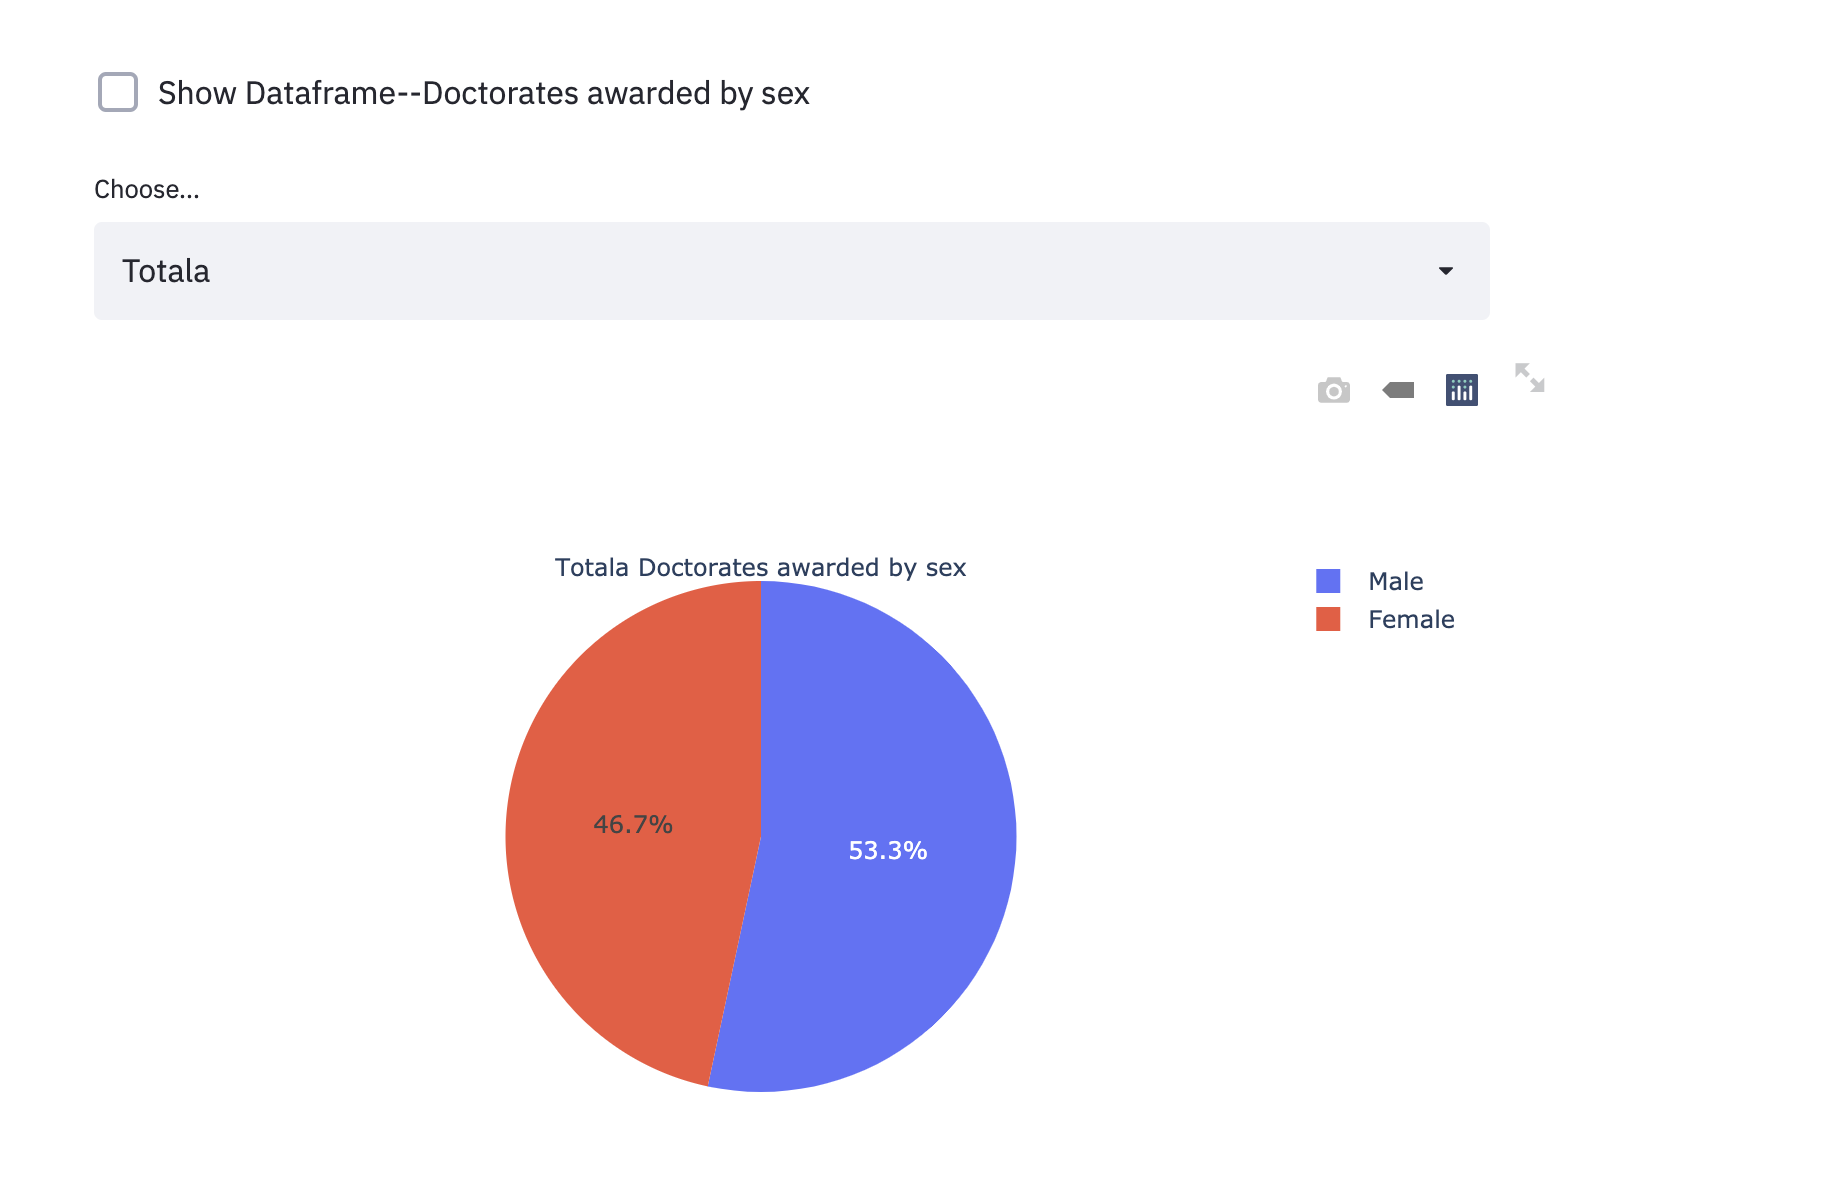 Show Dataframe--Doctorates awarded by sex
Choose...
Totala
Totala Doctorates awarded by sex
Male
Female
46.7%
53.3%